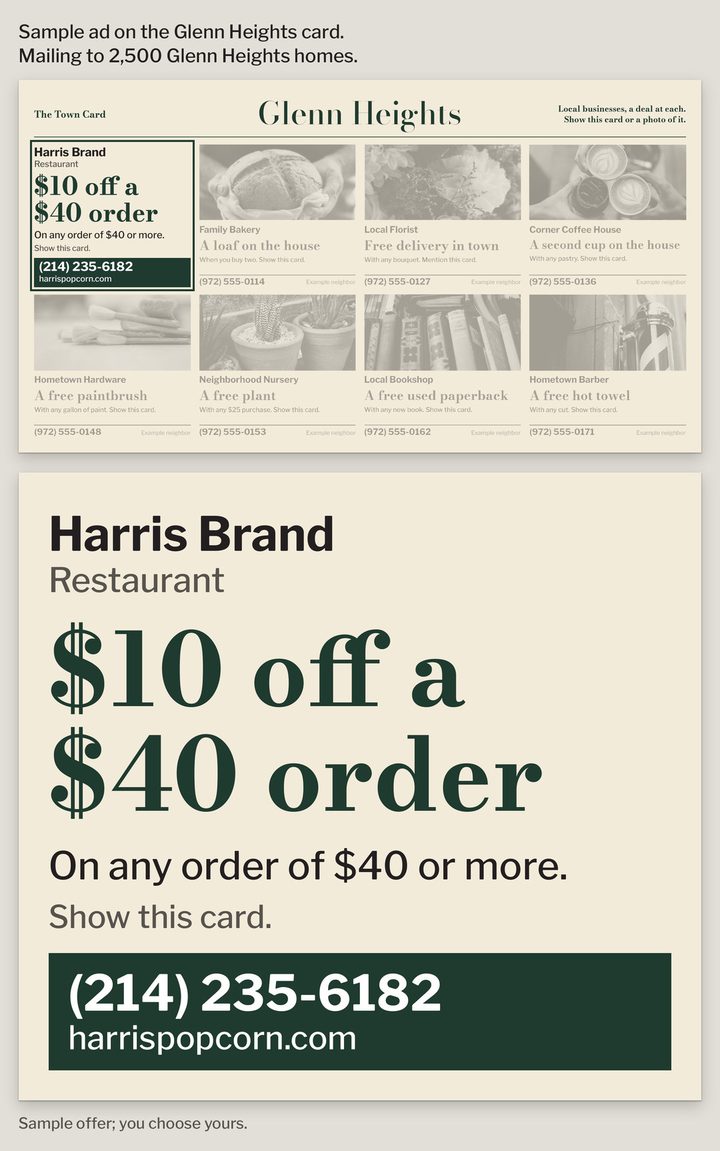 Sample ad on the Glenn Heights card.
Mailing to 2,500 Glenn Heights homes.
The Town Card
Glenn Heights
Local businesses, a deal at each.
Show this card or a photo of it.
Harris Brand
Restaurant
$10 off a
$40 order
On any order of $40 or more.
Show this card.
(214) 235-6182
harrispopcorn.com
Family Bakery
A loaf on the house
When you buy two. Show this card.
(972) 555-0114
Example neighbor
Local Florist
Free delivery in town
With any bouquet. Mention this card.
(972) 555-0127
Example neighbor
Corner Coffee House
A second cup on the house
With any pastry. Show this card.
(972) 555-0136
Example neighbor
Hometown Hardware
A free paintbrush
With any gallon of paint. Show this card.
(972) 555-0148
Example neighbor
Neighborhood Nursery
A free plant
With any $25 purchase. Show this card.
(972) 555-0153
Example neighbor
Local Bookshop
A free used paperback
With any new book. Show this card.
(972) 555-0162
Example neighbor
Hometown Barber
A free hot towel
With any cut. Show this card.
(972) 555-0171
Example neighbor
Harris Brand
Restaurant
$10 off a
$40 order
On any order of $40 or more.
Show this card.
(214) 235-6182
harrispopcorn.com
Sample offer; you choose yours.